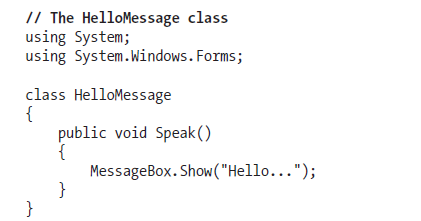 // The HelloMessage class
using System;
using System.Windows.Forms;

class HelloMessage
{
    public void Speak()
    {
        MessageBox.Show("Hello...");
    }
}